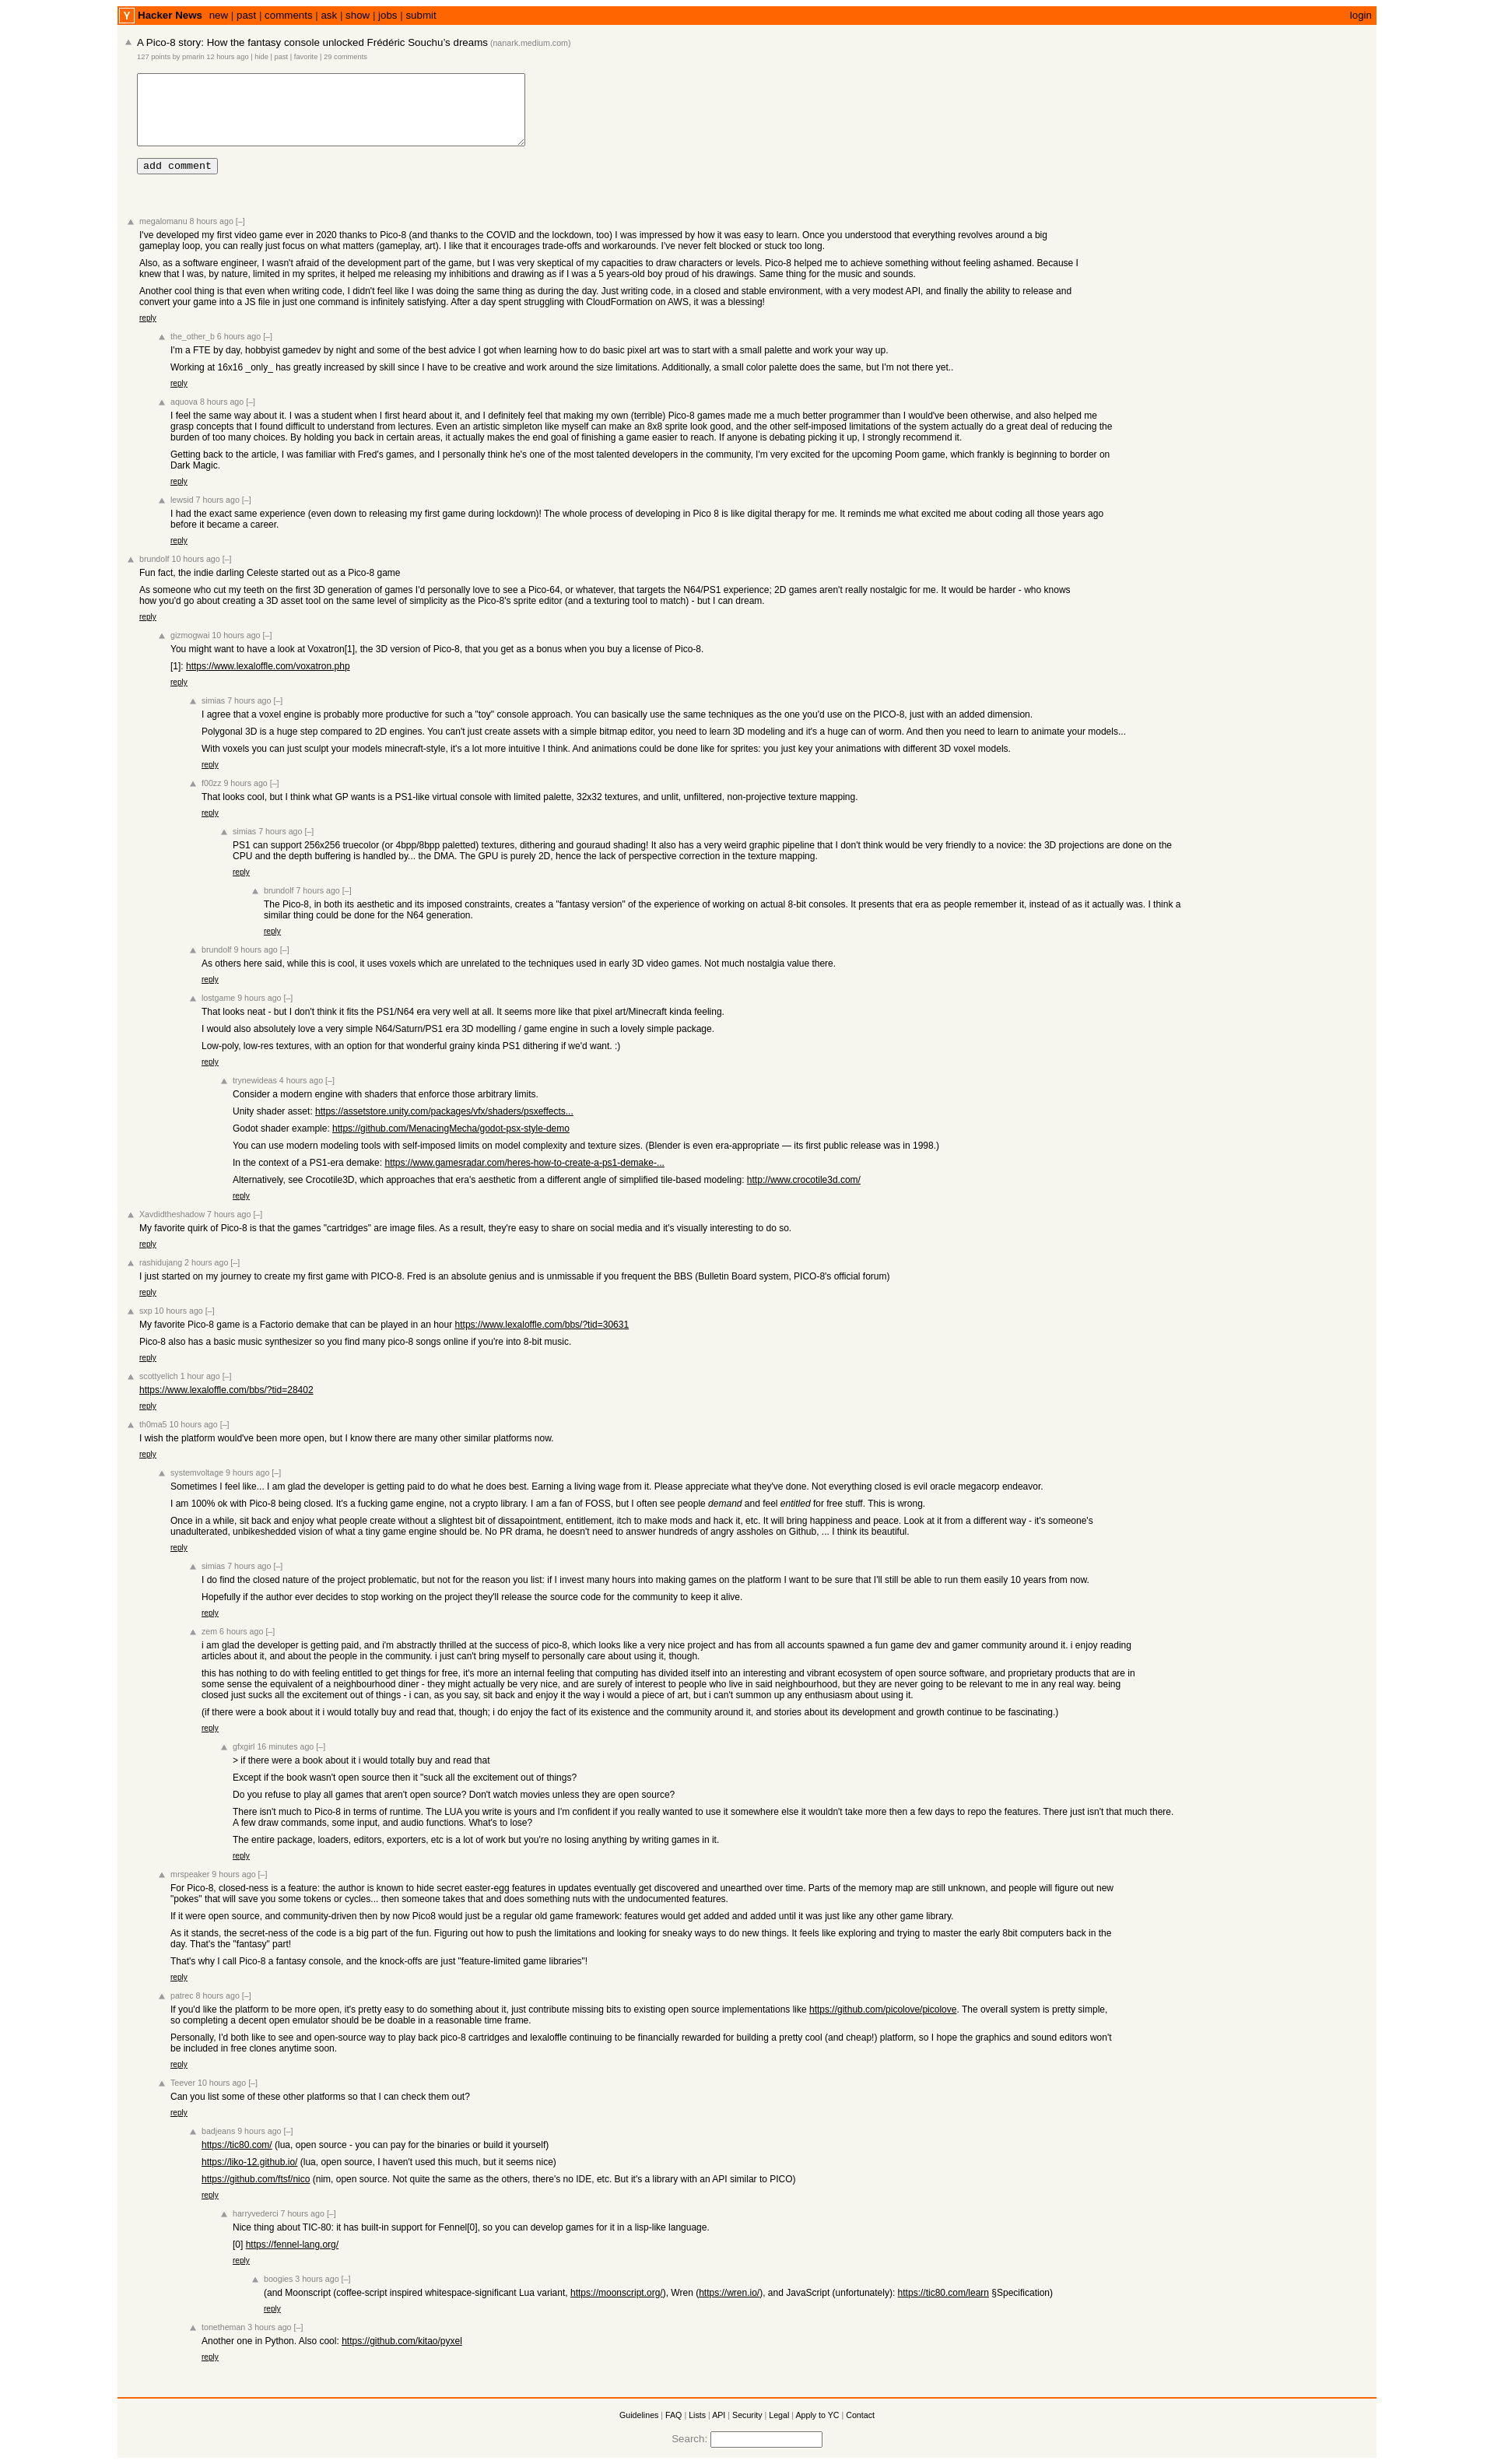 Y Hacker News new | past | comments | ask | show | jobs | submit login
A Pico-8 story: How the fantasy console unlocked Frédéric Souchu's dreams (nanark.medium.com)
127 points by pmarin 12 hours ago | hide | past | favorite | 29 comments
add comment
megalomanu 8 hours ago [–]
I've developed my first video game ever in 2020 thanks to Pico-8 (and thanks to the COVID and the lockdown, too) I was impressed by how it was easy to learn. Once you understood that everything revolves around a big
gameplay loop, you can really just focus on what matters (gameplay, art). I like that it encourages trade-offs and workarounds. I've never felt blocked or stuck too long.
Also, as a software engineer, I wasn't afraid of the development part of the game, but I was very skeptical of my capacities to draw characters or levels. Pico-8 helped me to achieve something without feeling ashamed. Because I
knew that I was, by nature, limited in my sprites, it helped me releasing my inhibitions and drawing as if I was a 5 years-old boy proud of his drawings. Same thing for the music and sounds.
Another cool thing is that even when writing code, I didn't feel like I was doing the same thing as during the day. Just writing code, in a closed and stable environment, with a very modest API, and finally the ability to release and
convert your game into a JS file in just one command is infinitely satisfying. After a day spent struggling with CloudFormation on AWS, it was a blessing!
reply
the_other_b 6 hours ago [–]
I'm a FTE by day, hobbyist gamedev by night and some of the best advice I got when learning how to do basic pixel art was to start with a small palette and work your way up.
Working at 16x16 _only_ has greatly increased by skill since I have to be creative and work around the size limitations. Additionally, a small color palette does the same, but I'm not there yet..
reply
aquova 8 hours ago [–]
I feel the same way about it. I was a student when I first heard about it, and I definitely feel that making my own (terrible) Pico-8 games made me a much better programmer than I would've been otherwise, and also helped me
grasp concepts that I found difficult to understand from lectures. Even an artistic simpleton like myself can make an 8x8 sprite look good, and the other self-imposed limitations of the system actually do a great deal of reducing the
burden of too many choices. By holding you back in certain areas, it actually makes the end goal of finishing a game easier to reach. If anyone is debating picking it up, I strongly recommend it.
Getting back to the article, I was familiar with Fred's games, and I personally think he's one of the most talented developers in the community, I'm very excited for the upcoming Poom game, which frankly is beginning to border on
Dark Magic.
reply
lewsid 7 hours ago [–]
I had the exact same experience (even down to releasing my first game during lockdown)! The whole process of developing in Pico 8 is like digital therapy for me. It reminds me what excited me about coding all those years ago
before it became a career.
reply
brundolf 10 hours ago [–]
Fun fact, the indie darling Celeste started out as a Pico-8 game
As someone who cut my teeth on the first 3D generation of games I'd personally love to see a Pico-64, or whatever, that targets the N64/PS1 experience; 2D games aren't really nostalgic for me. It would be harder - who knows
how you'd go about creating a 3D asset tool on the same level of simplicity as the Pico-8's sprite editor (and a texturing tool to match) - but I can dream.
reply
gizmogwai 10 hours ago [–]
You might want to have a look at Voxatron[1], the 3D version of Pico-8, that you get as a bonus when you buy a license of Pico-8.
[1]: https://www.lexaloffle.com/voxatron.php
reply
simias 7 hours ago [–]
I agree that a voxel engine is probably more productive for such a "toy" console approach. You can basically use the same techniques as the one you'd use on the PICO-8, just with an added dimension.
Polygonal 3D is a huge step compared to 2D engines. You can't just create assets with a simple bitmap editor, you need to learn 3D modeling and it's a huge can of worm. And then you need to learn to animate your models...
With voxels you can just sculpt your models minecraft-style, it's a lot more intuitive I think. And animations could be done like for sprites: you just key your animations with different 3D voxel models.
reply
f00zz 9 hours ago [–]
That looks cool, but I think what GP wants is a PS1-like virtual console with limited palette, 32x32 textures, and unlit, unfiltered, non-projective texture mapping.
reply
simias 7 hours ago [–]
PS1 can support 256x256 truecolor (or 4bpp/8bpp paletted) textures, dithering and gouraud shading! It also has a very weird graphic pipeline that I don't think would be very friendly to a novice: the 3D projections are done on the
CPU and the depth buffering is handled by... the DMA. The GPU is purely 2D, hence the lack of perspective correction in the texture mapping.
reply
brundolf 7 hours ago [–]
The Pico-8, in both its aesthetic and its imposed constraints, creates a "fantasy version" of the experience of working on actual 8-bit consoles. It presents that era as people remember it, instead of as it actually was. I think a
similar thing could be done for the N64 generation.
reply
brundolf 9 hours ago [–]
As others here said, while this is cool, it uses voxels which are unrelated to the techniques used in early 3D video games. Not much nostalgia value there.
reply
lostgame 9 hours ago [–]
That looks neat - but I don't think it fits the PS1/N64 era very well at all. It seems more like that pixel art/Minecraft kinda feeling.
I would also absolutely love a very simple N64/Saturn/PS1 era 3D modelling / game engine in such a lovely simple package.
Low-poly, low-res textures, with an option for that wonderful grainy kinda PS1 dithering if we'd want. :)
reply
trynewideas 4 hours ago [–]
Consider a modern engine with shaders that enforce those arbitrary limits.
Unity shader asset: https://assetstore.unity.com/packages/vfx/shaders/psxeffects...
Godot shader example: https://github.com/MenacingMecha/godot-psx-style-demo
You can use modern modeling tools with self-imposed limits on model complexity and texture sizes. (Blender is even era-appropriate — its first public release was in 1998.)
In the context of a PS1-era demake: https://www.gamesradar.com/heres-how-to-create-a-ps1-demake-...
Alternatively, see Crocotile3D, which approaches that era's aesthetic from a different angle of simplified tile-based modeling: http://www.crocotile3d.com/
reply
Xavdidtheshadow 7 hours ago [–]
My favorite quirk of Pico-8 is that the games "cartridges" are image files. As a result, they're easy to share on social media and it's visually interesting to do so.
reply
rashidujang 2 hours ago [–]
I just started on my journey to create my first game with PICO-8. Fred is an absolute genius and is unmissable if you frequent the BBS (Bulletin Board system, PICO-8's official forum)
reply
sxp 10 hours ago [–]
My favorite Pico-8 game is a Factorio demake that can be played in an hour https://www.lexaloffle.com/bbs/?tid=30631
Pico-8 also has a basic music synthesizer so you find many pico-8 songs online if you're into 8-bit music.
reply
scottyelich 1 hour ago [–]
https://www.lexaloffle.com/bbs/?tid=28402
reply
th0ma5 10 hours ago [–]
I wish the platform would've been more open, but I know there are many other similar platforms now.
reply
systemvoltage 9 hours ago [–]
Sometimes I feel like... I am glad the developer is getting paid to do what he does best. Earning a living wage from it. Please appreciate what they've done. Not everything closed is evil oracle megacorp endeavor.
I am 100% ok with Pico-8 being closed. It's a fucking game engine, not a crypto library. I am a fan of FOSS, but I often see people demand and feel entitled for free stuff. This is wrong.
Once in a while, sit back and enjoy what people create without a slightest bit of dissapointment, entitlement, itch to make mods and hack it, etc. It will bring happiness and peace. Look at it from a different way - it's someone's
unadulterated, unbikeshedded vision of what a tiny game engine should be. No PR drama, he doesn't need to answer hundreds of angry assholes on Github, ... I think its beautiful.
reply
simias 7 hours ago [–]
I do find the closed nature of the project problematic, but not for the reason you list: if I invest many hours into making games on the platform I want to be sure that I'll still be able to run them easily 10 years from now.
Hopefully if the author ever decides to stop working on the project they'll release the source code for the community to keep it alive.
reply
zem 6 hours ago [–]
i am glad the developer is getting paid, and i'm abstractly thrilled at the success of pico-8, which looks like a very nice project and has from all accounts spawned a fun game dev and gamer community around it. i enjoy reading
articles about it, and about the people in the community. i just can't bring myself to personally care about using it, though.
this has nothing to do with feeling entitled to get things for free, it's more an internal feeling that computing has divided itself into an interesting and vibrant ecosystem of open source software, and proprietary products that are in
some sense the equivalent of a neighbourhood diner - they might actually be very nice, and are surely of interest to people who live in said neighbourhood, but they are never going to be relevant to me in any real way. being
closed just sucks all the excitement out of things - i can, as you say, sit back and enjoy it the way i would a piece of art, but i can't summon up any enthusiasm about using it.
(if there were a book about it i would totally buy and read that, though; i do enjoy the fact of its existence and the community around it, and stories about its development and growth continue to be fascinating.)
reply
gfxgirl 16 minutes ago [–]
> if there were a book about it i would totally buy and read that
Except if the book wasn't open source then it "suck all the excitement out of things?
Do you refuse to play all games that aren't open source? Don't watch movies unless they are open source?
There isn't much to Pico-8 in terms of runtime. The LUA you write is yours and I'm confident if you really wanted to use it somewhere else it wouldn't take more then a few days to repo the features. There just isn't that much there.
A few draw commands, some input, and audio functions. What's to lose?
The entire package, loaders, editors, exporters, etc is a lot of work but you're no losing anything by writing games in it.
reply
mrspeaker 9 hours ago [–]
For Pico-8, closed-ness is a feature: the author is known to hide secret easter-egg features in updates eventually get discovered and unearthed over time. Parts of the memory map are still unknown, and people will figure out new
"pokes" that will save you some tokens or cycles... then someone takes that and does something nuts with the undocumented features.
If it were open source, and community-driven then by now Pico8 would just be a regular old game framework: features would get added and added until it was just like any other game library.
As it stands, the secret-ness of the code is a big part of the fun. Figuring out how to push the limitations and looking for sneaky ways to do new things. It feels like exploring and trying to master the early 8bit computers back in the
day. That's the "fantasy" part!
That's why I call Pico-8 a fantasy console, and the knock-offs are just "feature-limited game libraries"!
reply
patrec 8 hours ago [–]
If you'd like the platform to be more open, it's pretty easy to do something about it, just contribute missing bits to existing open source implementations like https://github.com/picolove/picolove. The overall system is pretty simple,
so completing a decent open emulator should be be doable in a reasonable time frame.
Personally, I'd both like to see and open-source way to play back pico-8 cartridges and lexaloffle continuing to be financially rewarded for building a pretty cool (and cheap!) platform, so I hope the graphics and sound editors won't
be included in free clones anytime soon.
reply
Teever 10 hours ago [–]
Can you list some of these other platforms so that I can check them out?
reply
badjeans 9 hours ago [–]
https://tic80.com/ (lua, open source - you can pay for the binaries or build it yourself)
https://liko-12.github.io/ (lua, open source, I haven't used this much, but it seems nice)
https://github.com/ftsf/nico (nim, open source. Not quite the same as the others, there's no IDE, etc. But it's a library with an API similar to PICO)
reply
harryvederci 7 hours ago [–]
Nice thing about TIC-80: it has built-in support for Fennel[0], so you can develop games for it in a lisp-like language.
[0] https://fennel-lang.org/
reply
boogies 3 hours ago [–]
(and Moonscript (coffee-script inspired whitespace-significant Lua variant, https://moonscript.org/), Wren (https://wren.io/), and JavaScript (unfortunately): https://tic80.com/learn §Specification)
reply
tonetheman 3 hours ago [–]
Another one in Python. Also cool: https://github.com/kitao/pyxel
reply
Guidelines | FAQ | Lists | API | Security | Legal | Apply to YC | Contact
Search: